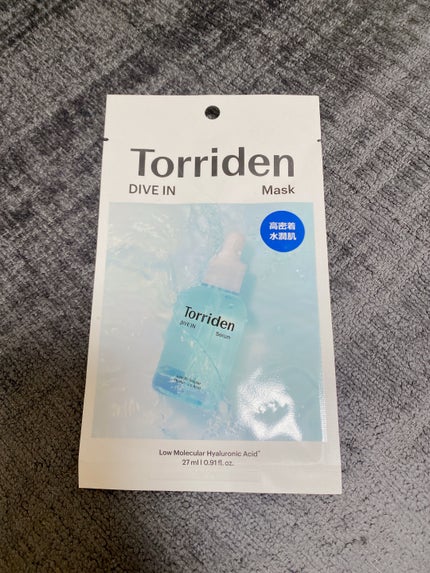 Torriden
DIVE IN Mask
高密着
水潤肌
Torriden
DIVE IN Serum
Low Molecular Hyaluronic Acid™
27 ml | 0.91 fl. oz.